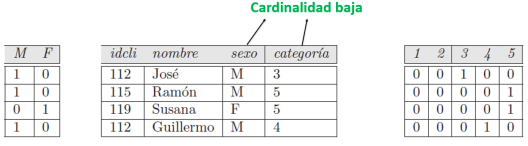 Cardinalidad baja
M F idcli nombre sexo categoría 1 2 3 4 5
1 0 112 José M 3 0 0 1 0 0
1 0 115 Ramón M 5 0 0 0 0 1
0 1 119 Susana F 5 0 0 0 0 1
1 0 112 Guillermo M 4 0 0 0 1 0